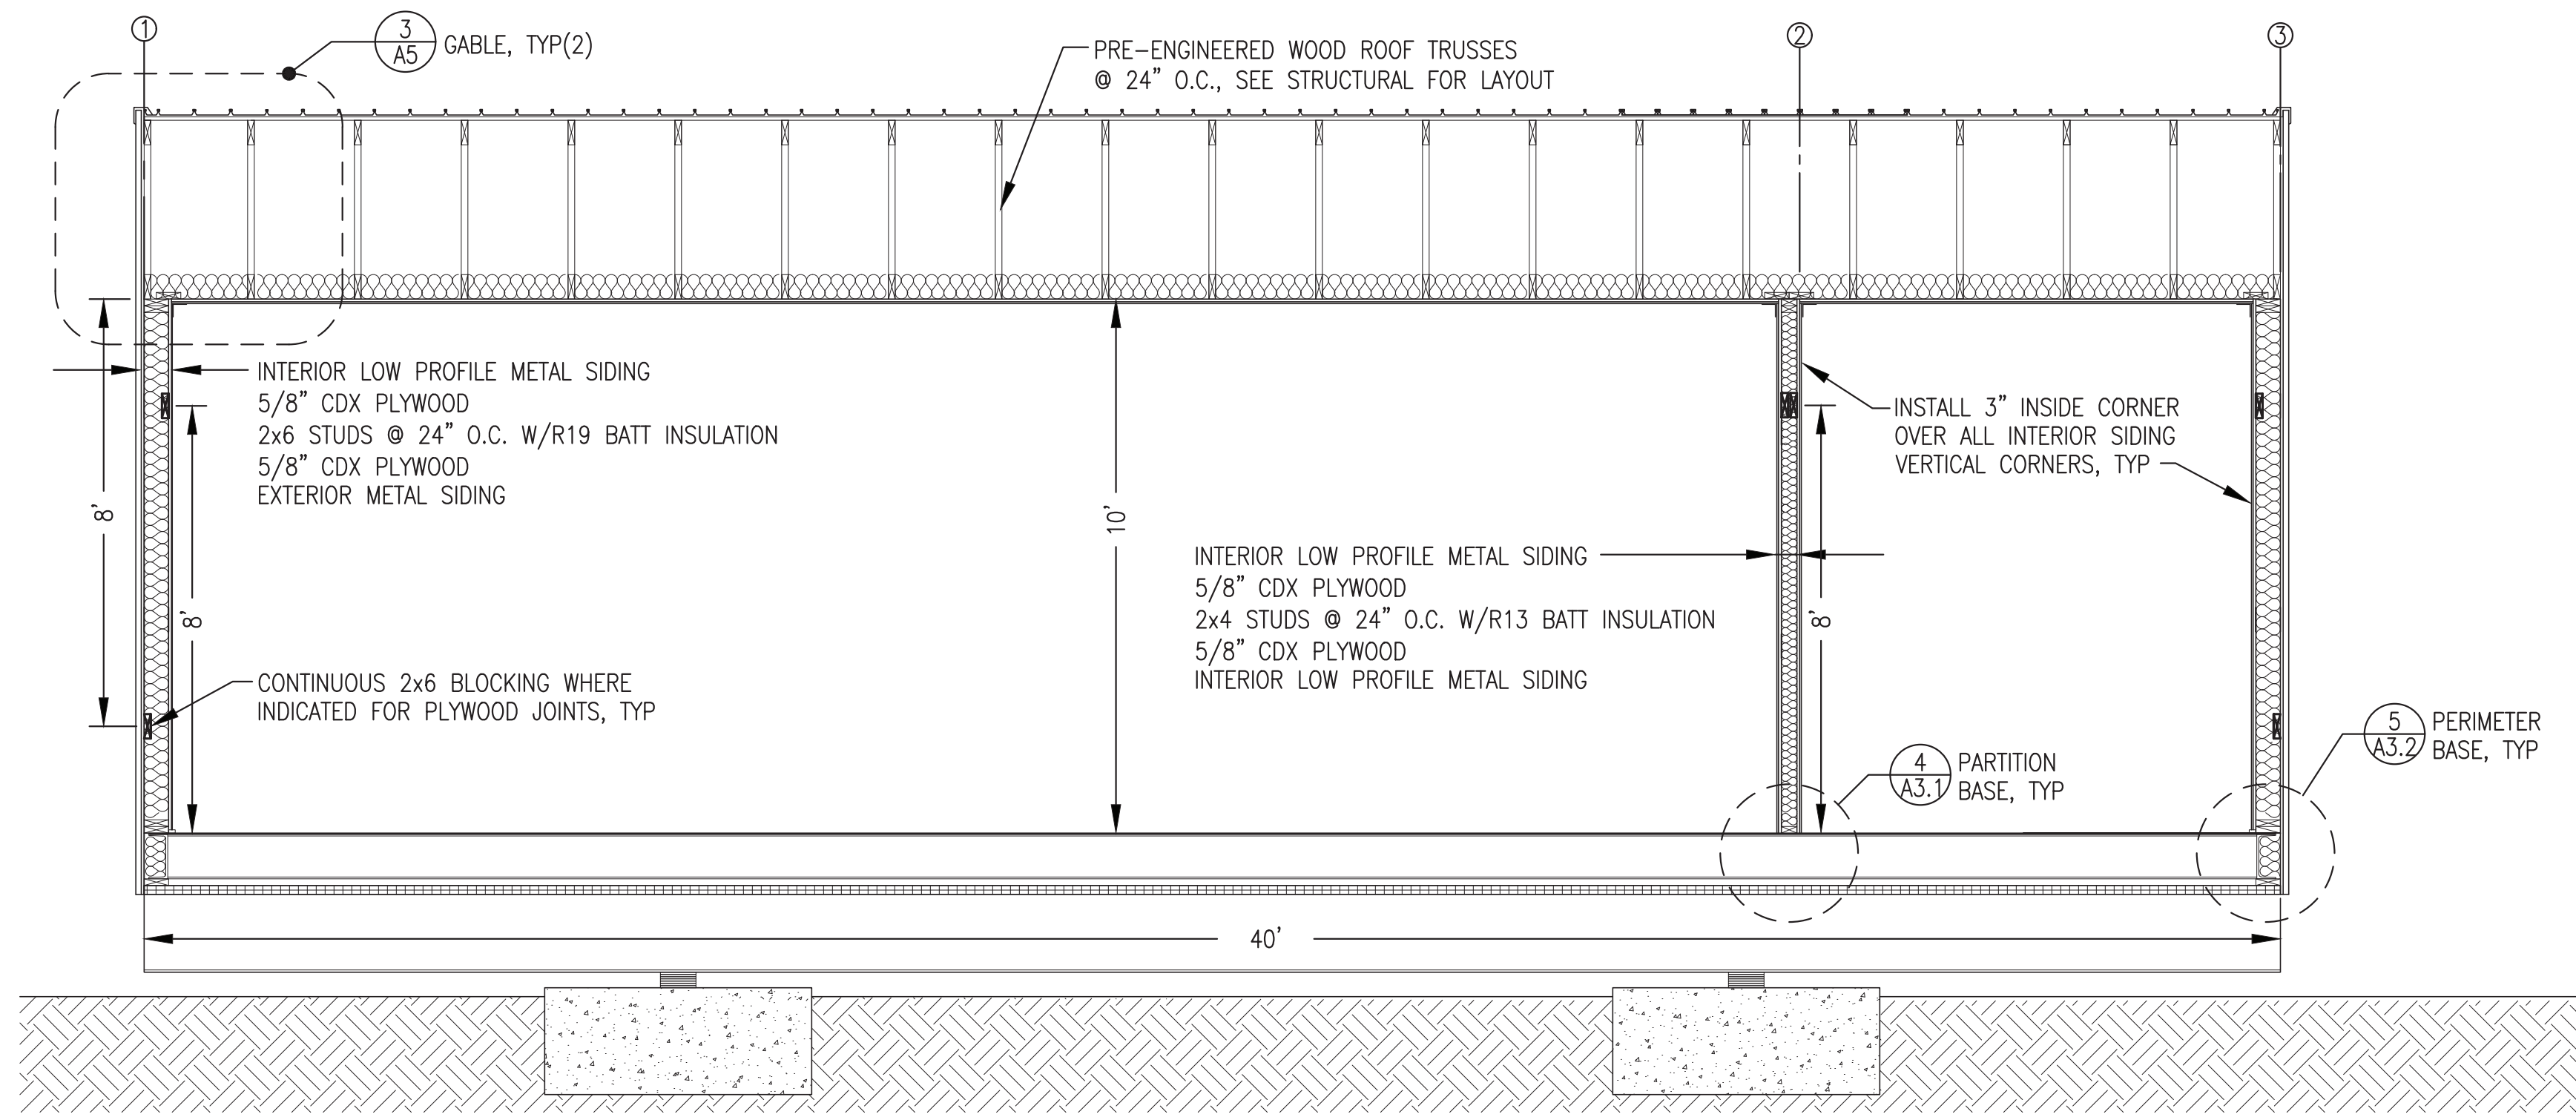 1
3
A5
GABLE, TYP(2)
PRE-ENGINEERED WOOD ROOF TRUSSES
@ 24" O.C., SEE STRUCTURAL FOR LAYOUT
2
3
INTERIOR LOW PROFILE METAL SIDING
5/8" CDX PLYWOOD
2x6 STUDS @ 24" O.C. W/R19 BATT INSULATION
5/8" CDX PLYWOOD
EXTERIOR METAL SIDING
8'
8'
CONTINUOUS 2x6 BLOCKING WHERE
INDICATED FOR PLYWOOD JOINTS, TYP
10'
INTERIOR LOW PROFILE METAL SIDING
5/8" CDX PLYWOOD
2x4 STUDS @ 24" O.C. W/R13 BATT INSULATION
5/8" CDX PLYWOOD
INTERIOR LOW PROFILE METAL SIDING
8'
INSTALL 3" INSIDE CORNER
OVER ALL INTERIOR SIDING
VERTICAL CORNERS, TYP
4
A3.1
PARTITION
BASE, TYP
5
A3.2
PERIMETER
BASE, TYP
40'